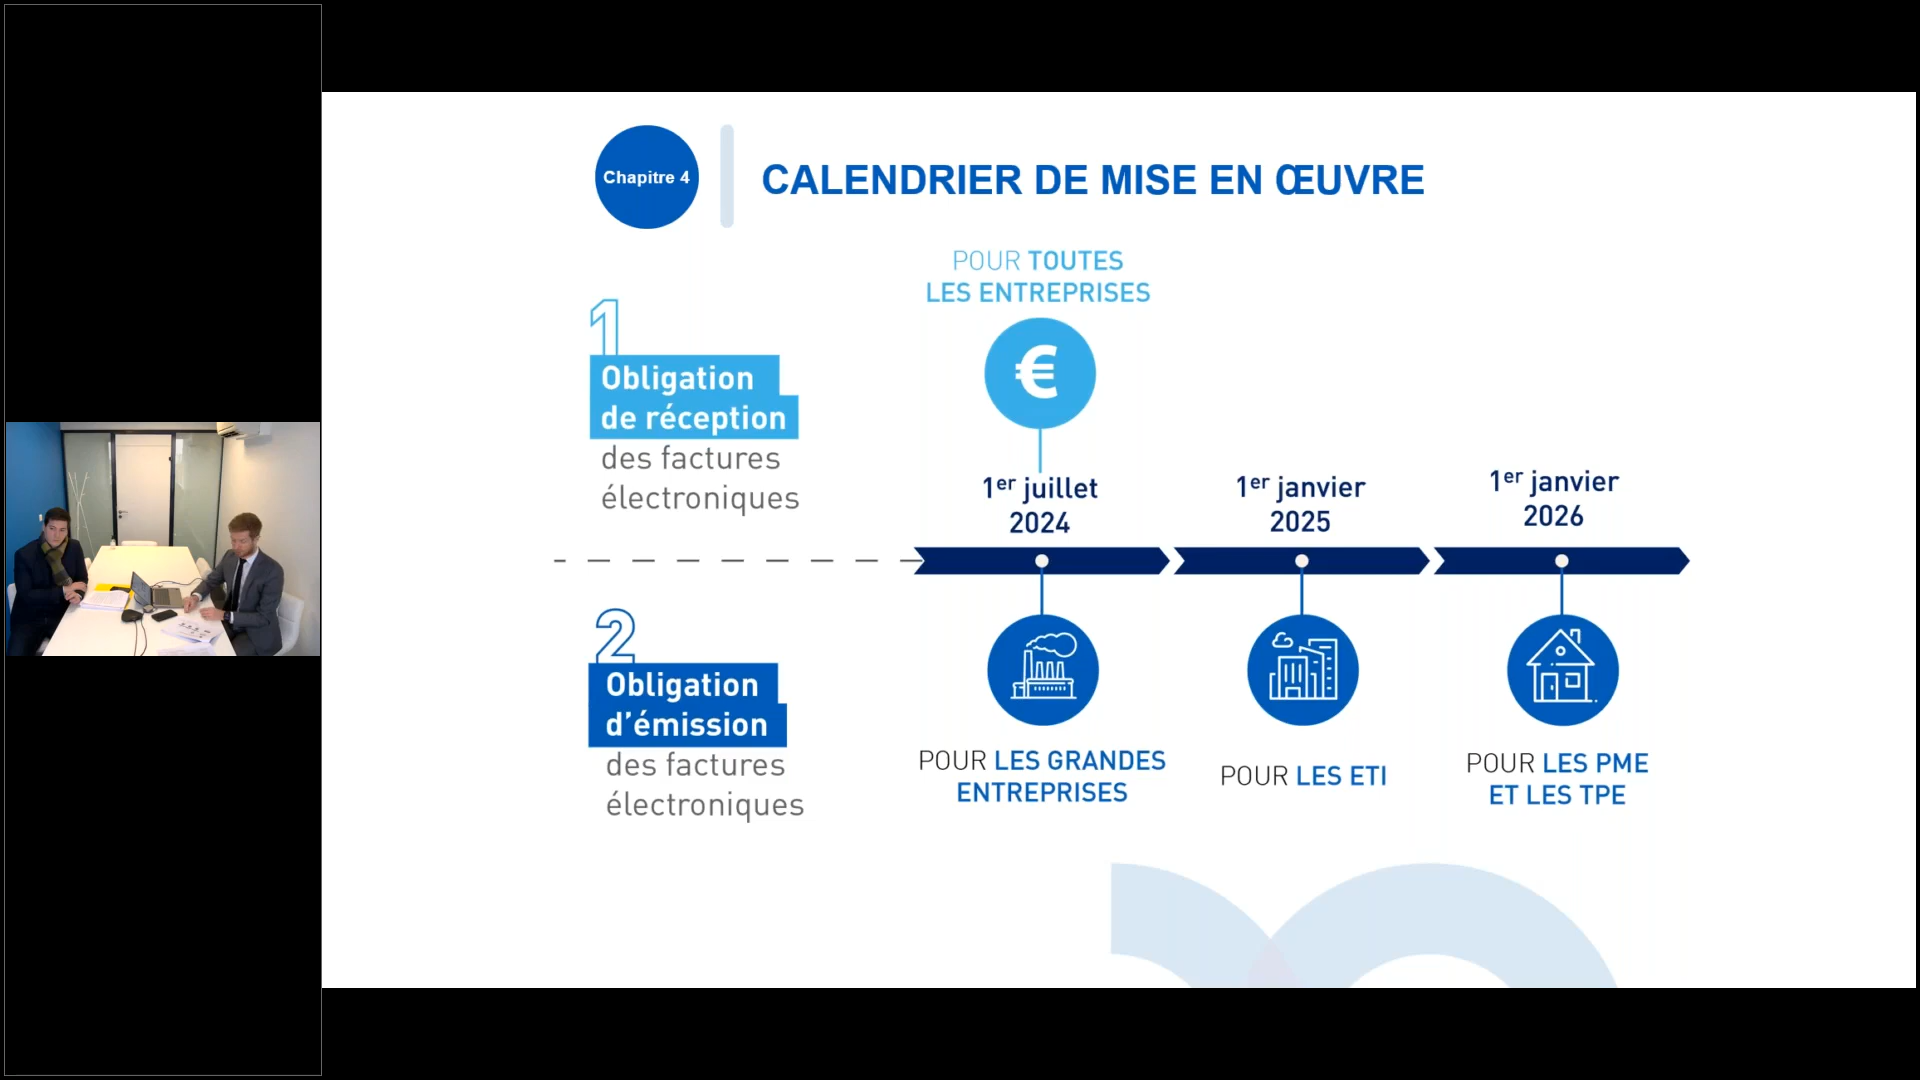 Chapitre 4
CALENDRIER DE MISE EN ŒUVRE
POUR TOUTES
LES ENTREPRISES
1
Obligation
de réception
des factures
électroniques
€
1er juillet
2024
1er janvier
2025
1er janvier
2026
2
Obligation
d’émission
des factures
électroniques
POUR LES GRANDES
ENTREPRISES
POUR LES ETI
POUR LES PME
ET LES TPE